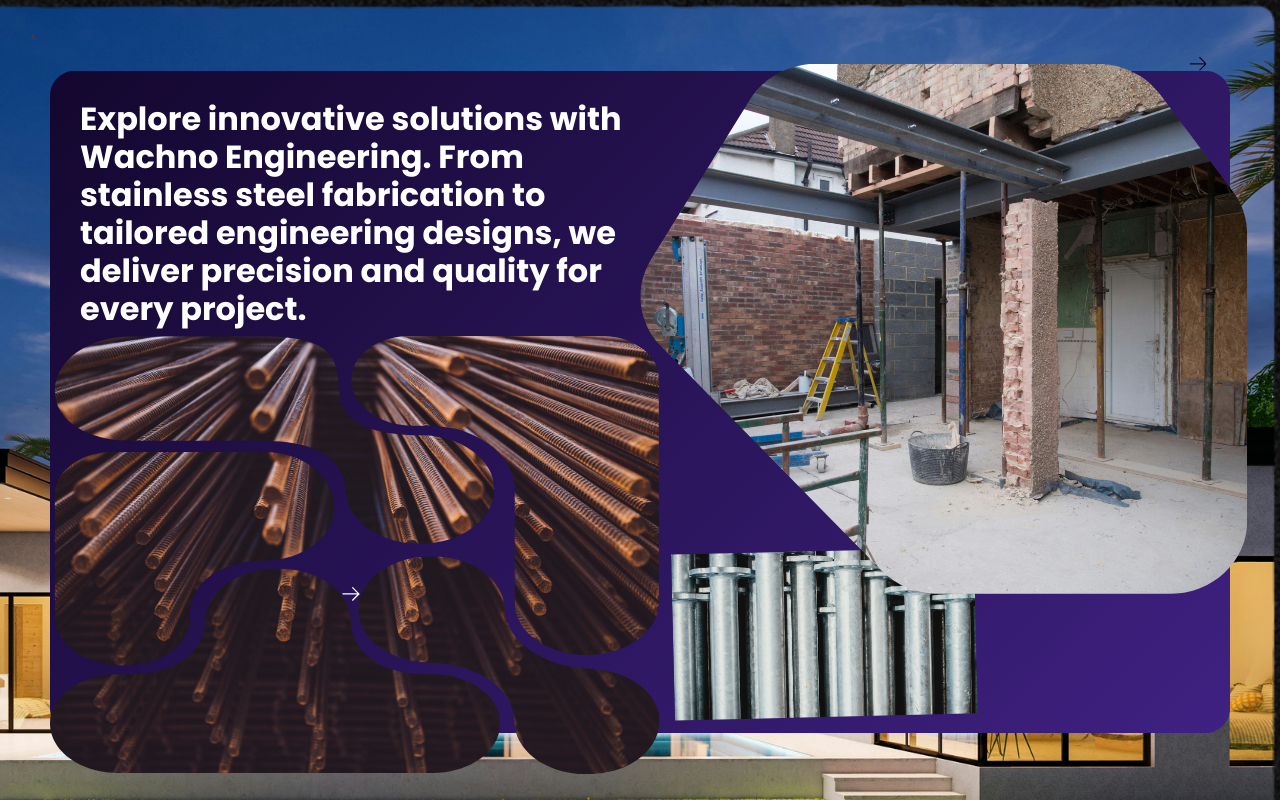 Explore innovative solutions with
Wachno Engineering. From
stainless steel fabrication to
tailored engineering designs, we
deliver precision and quality for
every project.